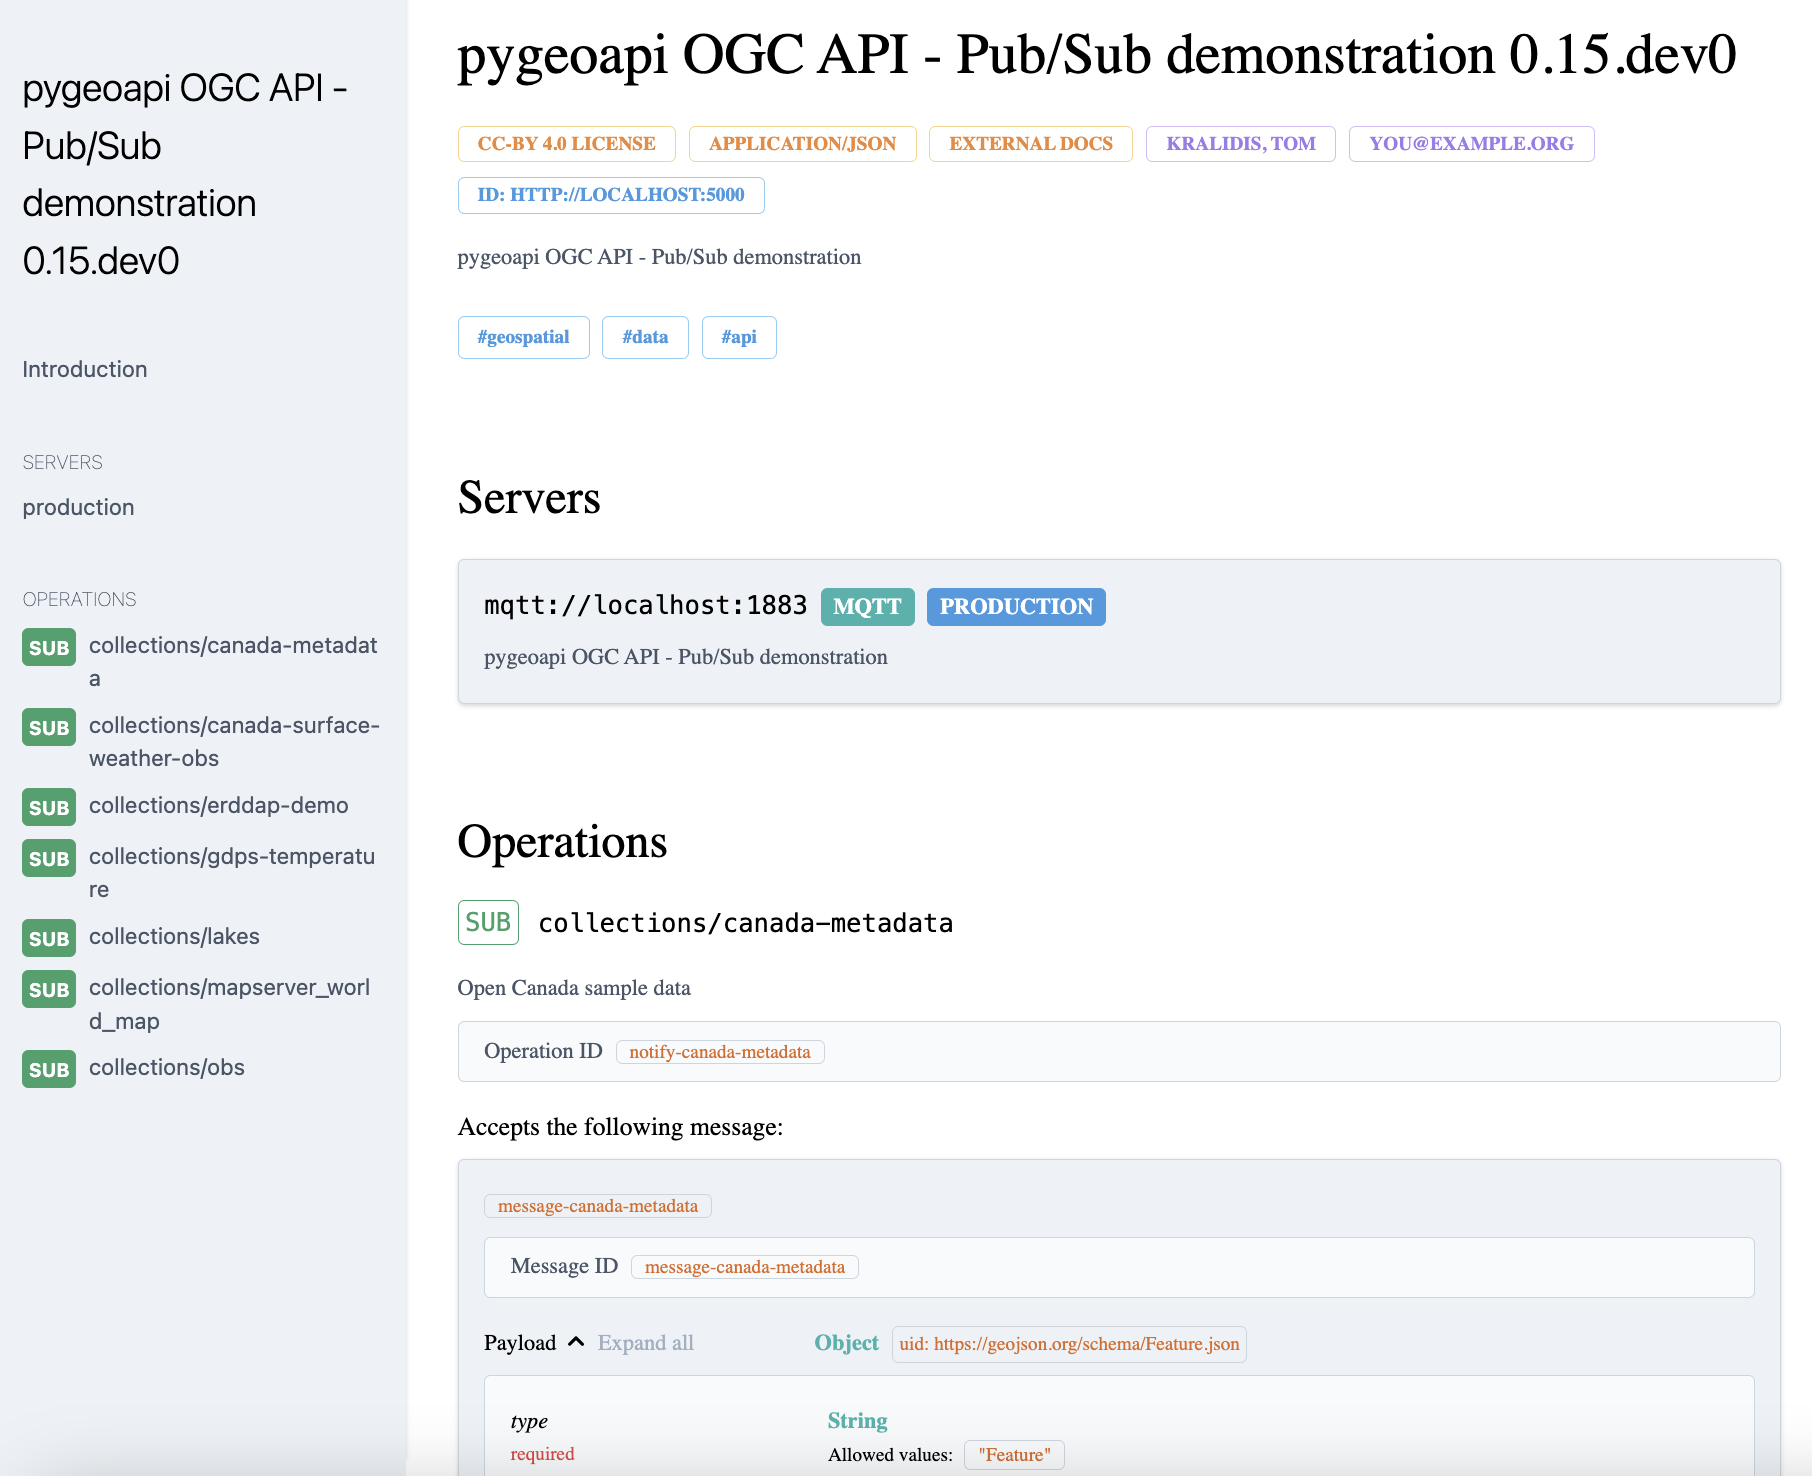 pygeoapi OGC API -
Pub/Sub
demonstration
0.15.dev0
Introduction
SERVERS
production
OPERATIONS
SUB collections/canada-metadat
a
SUB collections/canada-surface-
weather-obs
SUB collections/erddap-demo
SUB collections/gdps-temperatu
re
SUB collections/lakes
SUB collections/mapserver_worl
d_map
SUB collections/obs
pygeoapi OGC API - Pub/Sub demonstration 0.15.dev0
CC-BY 4.0 LICENSE APPLICATION/JSON EXTERNAL DOCS KRALIDIS, TOM YOU@EXAMPLE.ORG
ID: HTTP://LOCALHOST:5000
pygeoapi OGC API - Pub/Sub demonstration
#geospatial #data #api
Servers
mqtt://localhost:1883 MQTT PRODUCTION
pygeoapi OGC API - Pub/Sub demonstration
Operations
SUB collections/canada-metadata
Open Canada sample data
Operation ID notify-canada-metadata
Accepts the following message:
message-canada-metadata
Message ID message-canada-metadata
Payload Expand all Object uid: https://geojson.org/schema/Feature.json
type String
required Allowed values: "Feature"